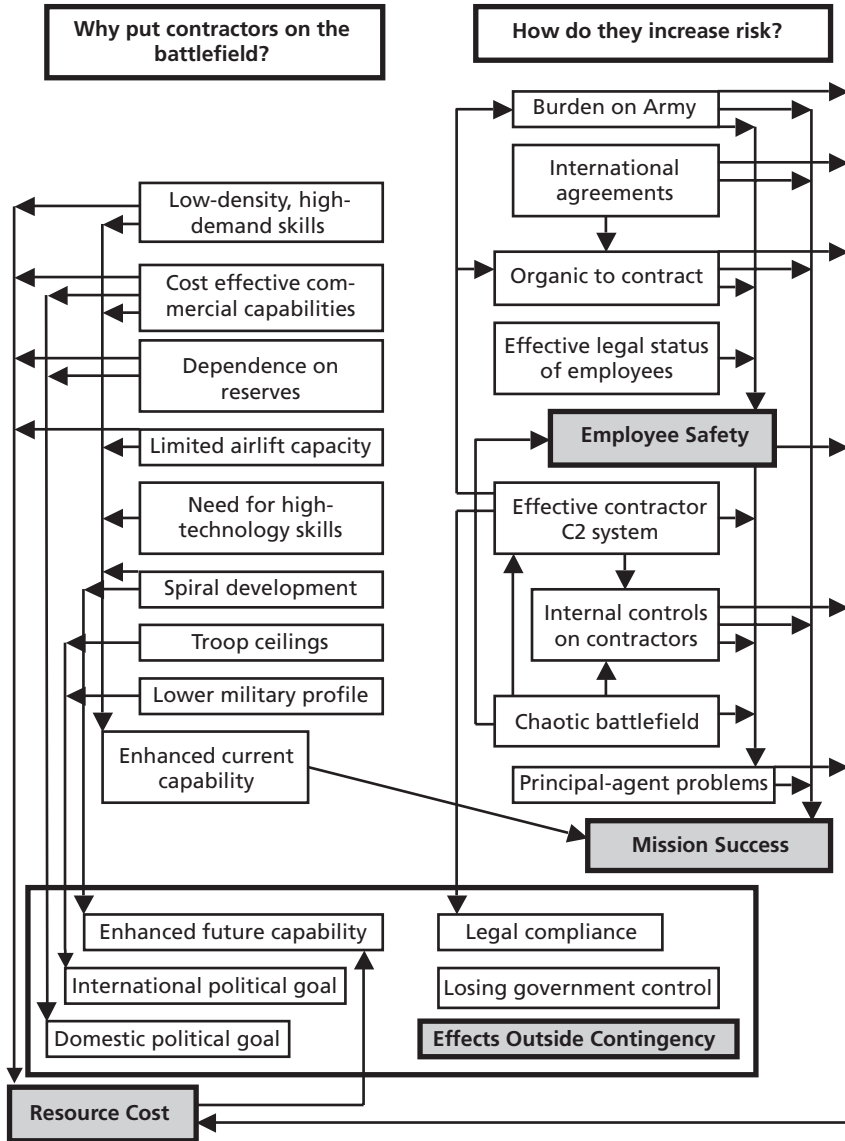 Why put contractors on the
battlefield?
Low-density, high-
demand skills
Cost effective com-
mercial capabilities
Dependence on
reserves
Limited airlift capacity
Need for high-
technology skills
Spiral development
Troop ceilings
Lower military profile
Enhanced current
capability
How do they increase risk?
Burden on Army
International
agreements
Organic to contract
Effective legal status
of employees
Employee Safety
Effective contractor
C2 system
Internal controls
on contractors
Chaotic battlefield
Principal-agent problems
Mission Success
Enhanced future capability
International political goal
Domestic political goal
Legal compliance
Losing government control
Effects Outside Contingency
Resource Cost